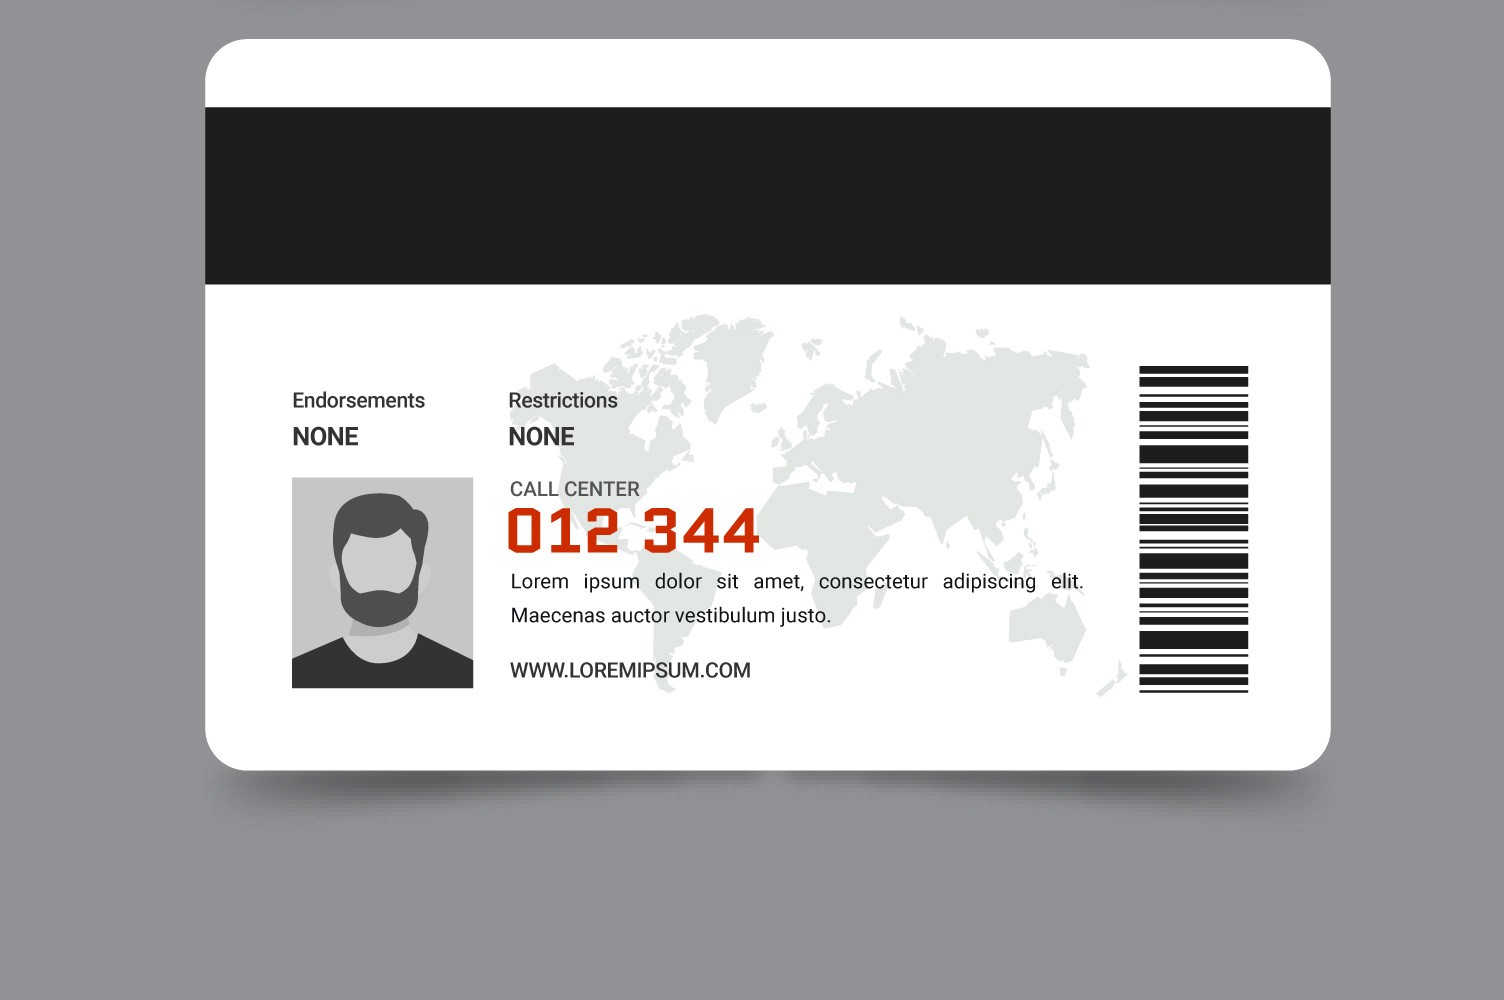 Endorsements
NONE
Restrictions
NONE
CALL CENTER
012 344
Lorem ipsum dolor sit amet, consectetur adipiscing elit.
Maecenas auctor vestibulum justo.
WWW.LOREMIPSUM.COM